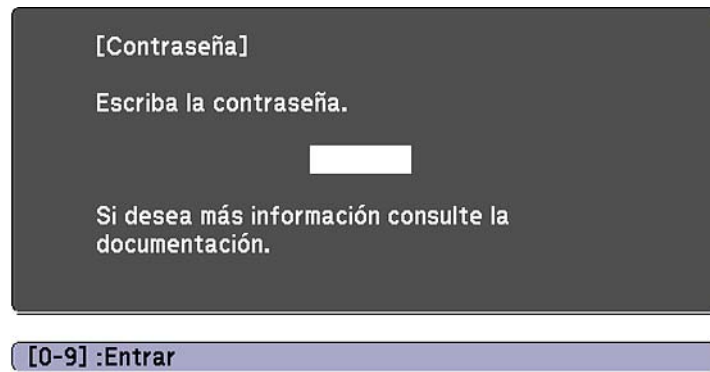 [Contraseña]
Escriba la contraseña.
Si desea más información consulte la
documentación.
[0-9] :Entrar